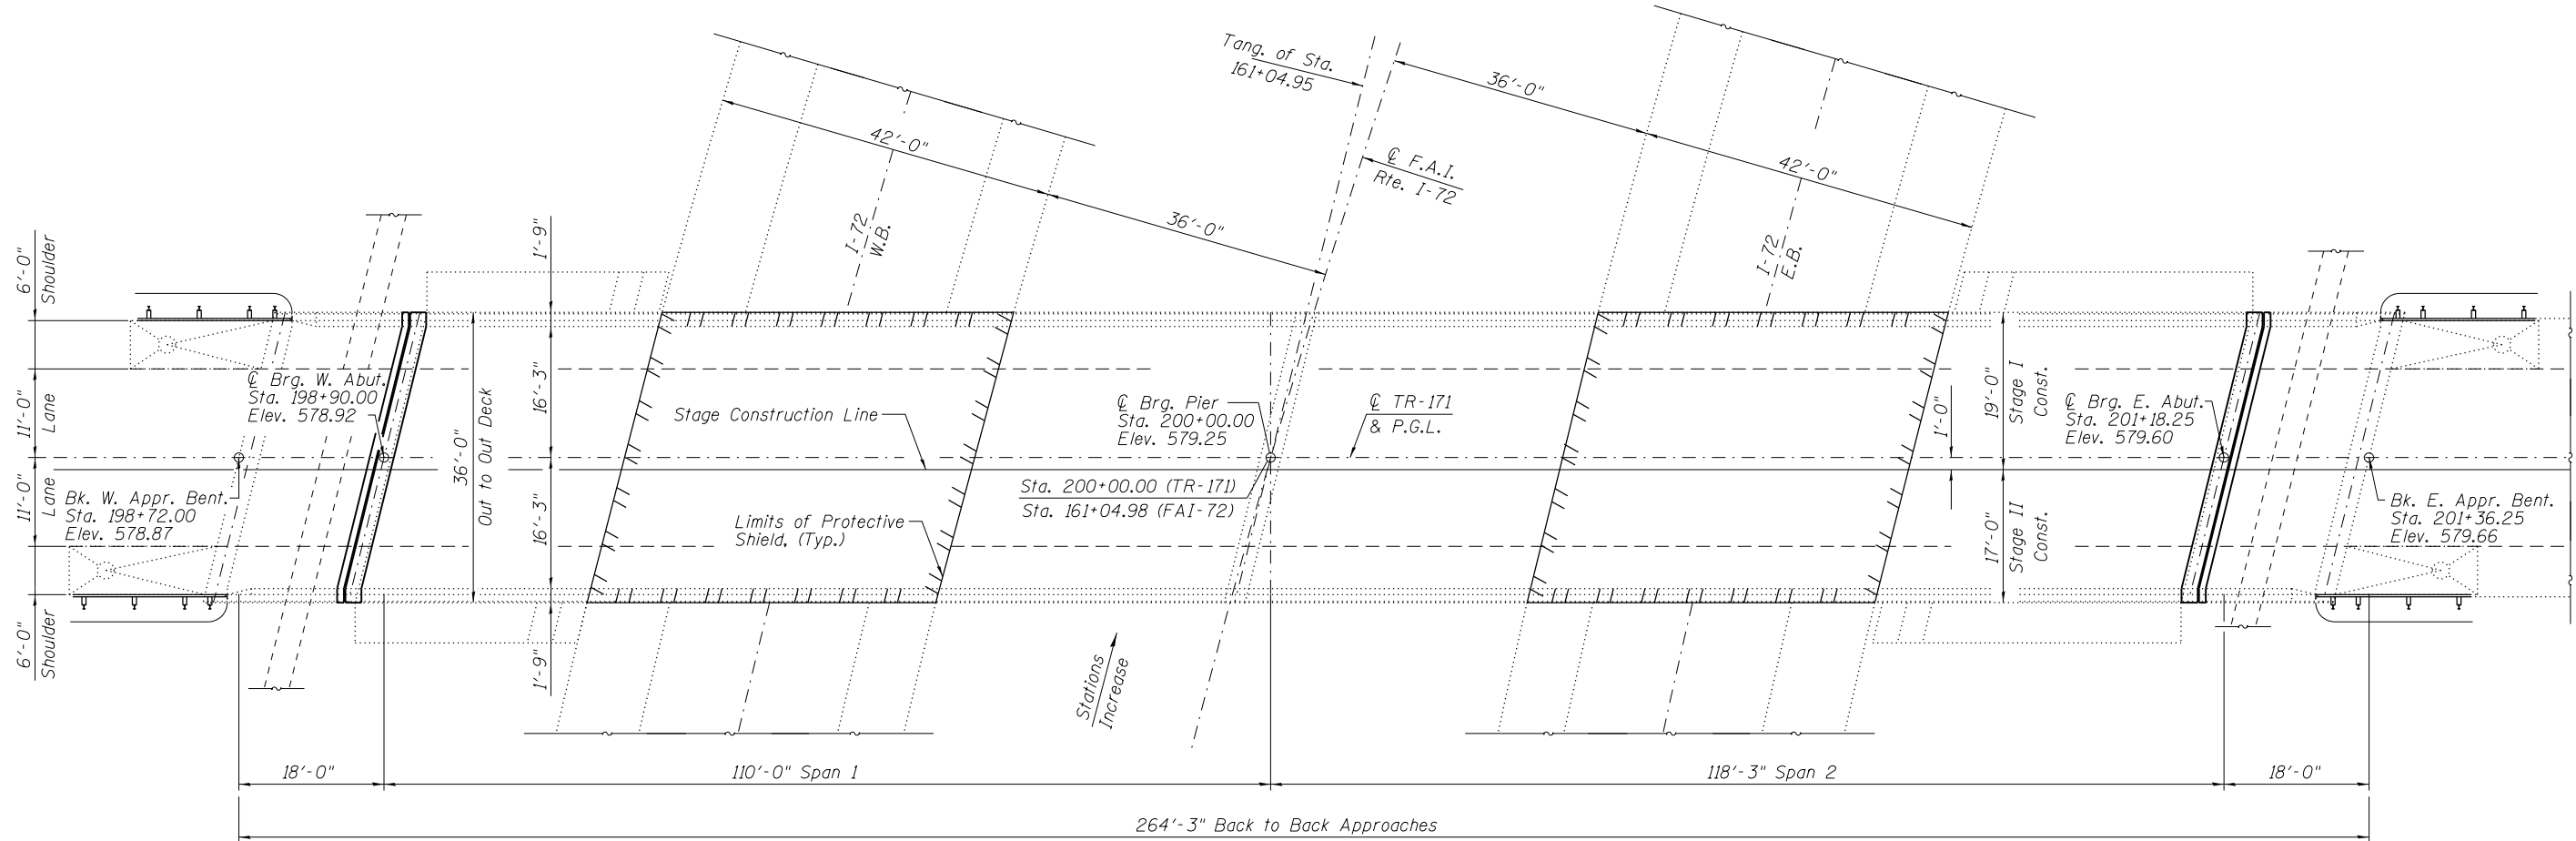 Tang. of Sta.
161+04.95
36'-0"
42'-0"
℄ F.A.I.
Rte. I-72
42'-0"
36'-0"
I-72
W.B.
I-72
E.B.
6'-0"
Shoulder
1'-9"
11'-0"
Lane
℄ Brg. W. Abut.
Sta. 198+90.00
Elev. 578.92
36'-0"
Out to Out Deck
16'-3"
Stage Construction Line
℄ Brg. Pier
Sta. 200+00.00
Elev. 579.25
℄ TR-171
& P.G.L.
1'-0"
19'-0"
Stage I
Const.
℄ Brg. E. Abut.
Sta. 201+18.25
Elev. 579.60
11'-0"
Lane
Bk. W. Appr. Bent.
Sta. 198+72.00
Elev. 578.87
16'-3"
Limits of Protective
Shield, (Typ.)
Sta. 200+00.00 (TR-171)
Sta. 161+04.98 (FAI-72)
17'-0"
Stage II
Const.
Bk. E. Appr. Bent.
Sta. 201+36.25
Elev. 579.66
6'-0"
Shoulder
1'-9"
Stations
Increase
18'-0"
110'-0" Span 1
118'-3" Span 2
18'-0"
264'-3" Back to Back Approaches